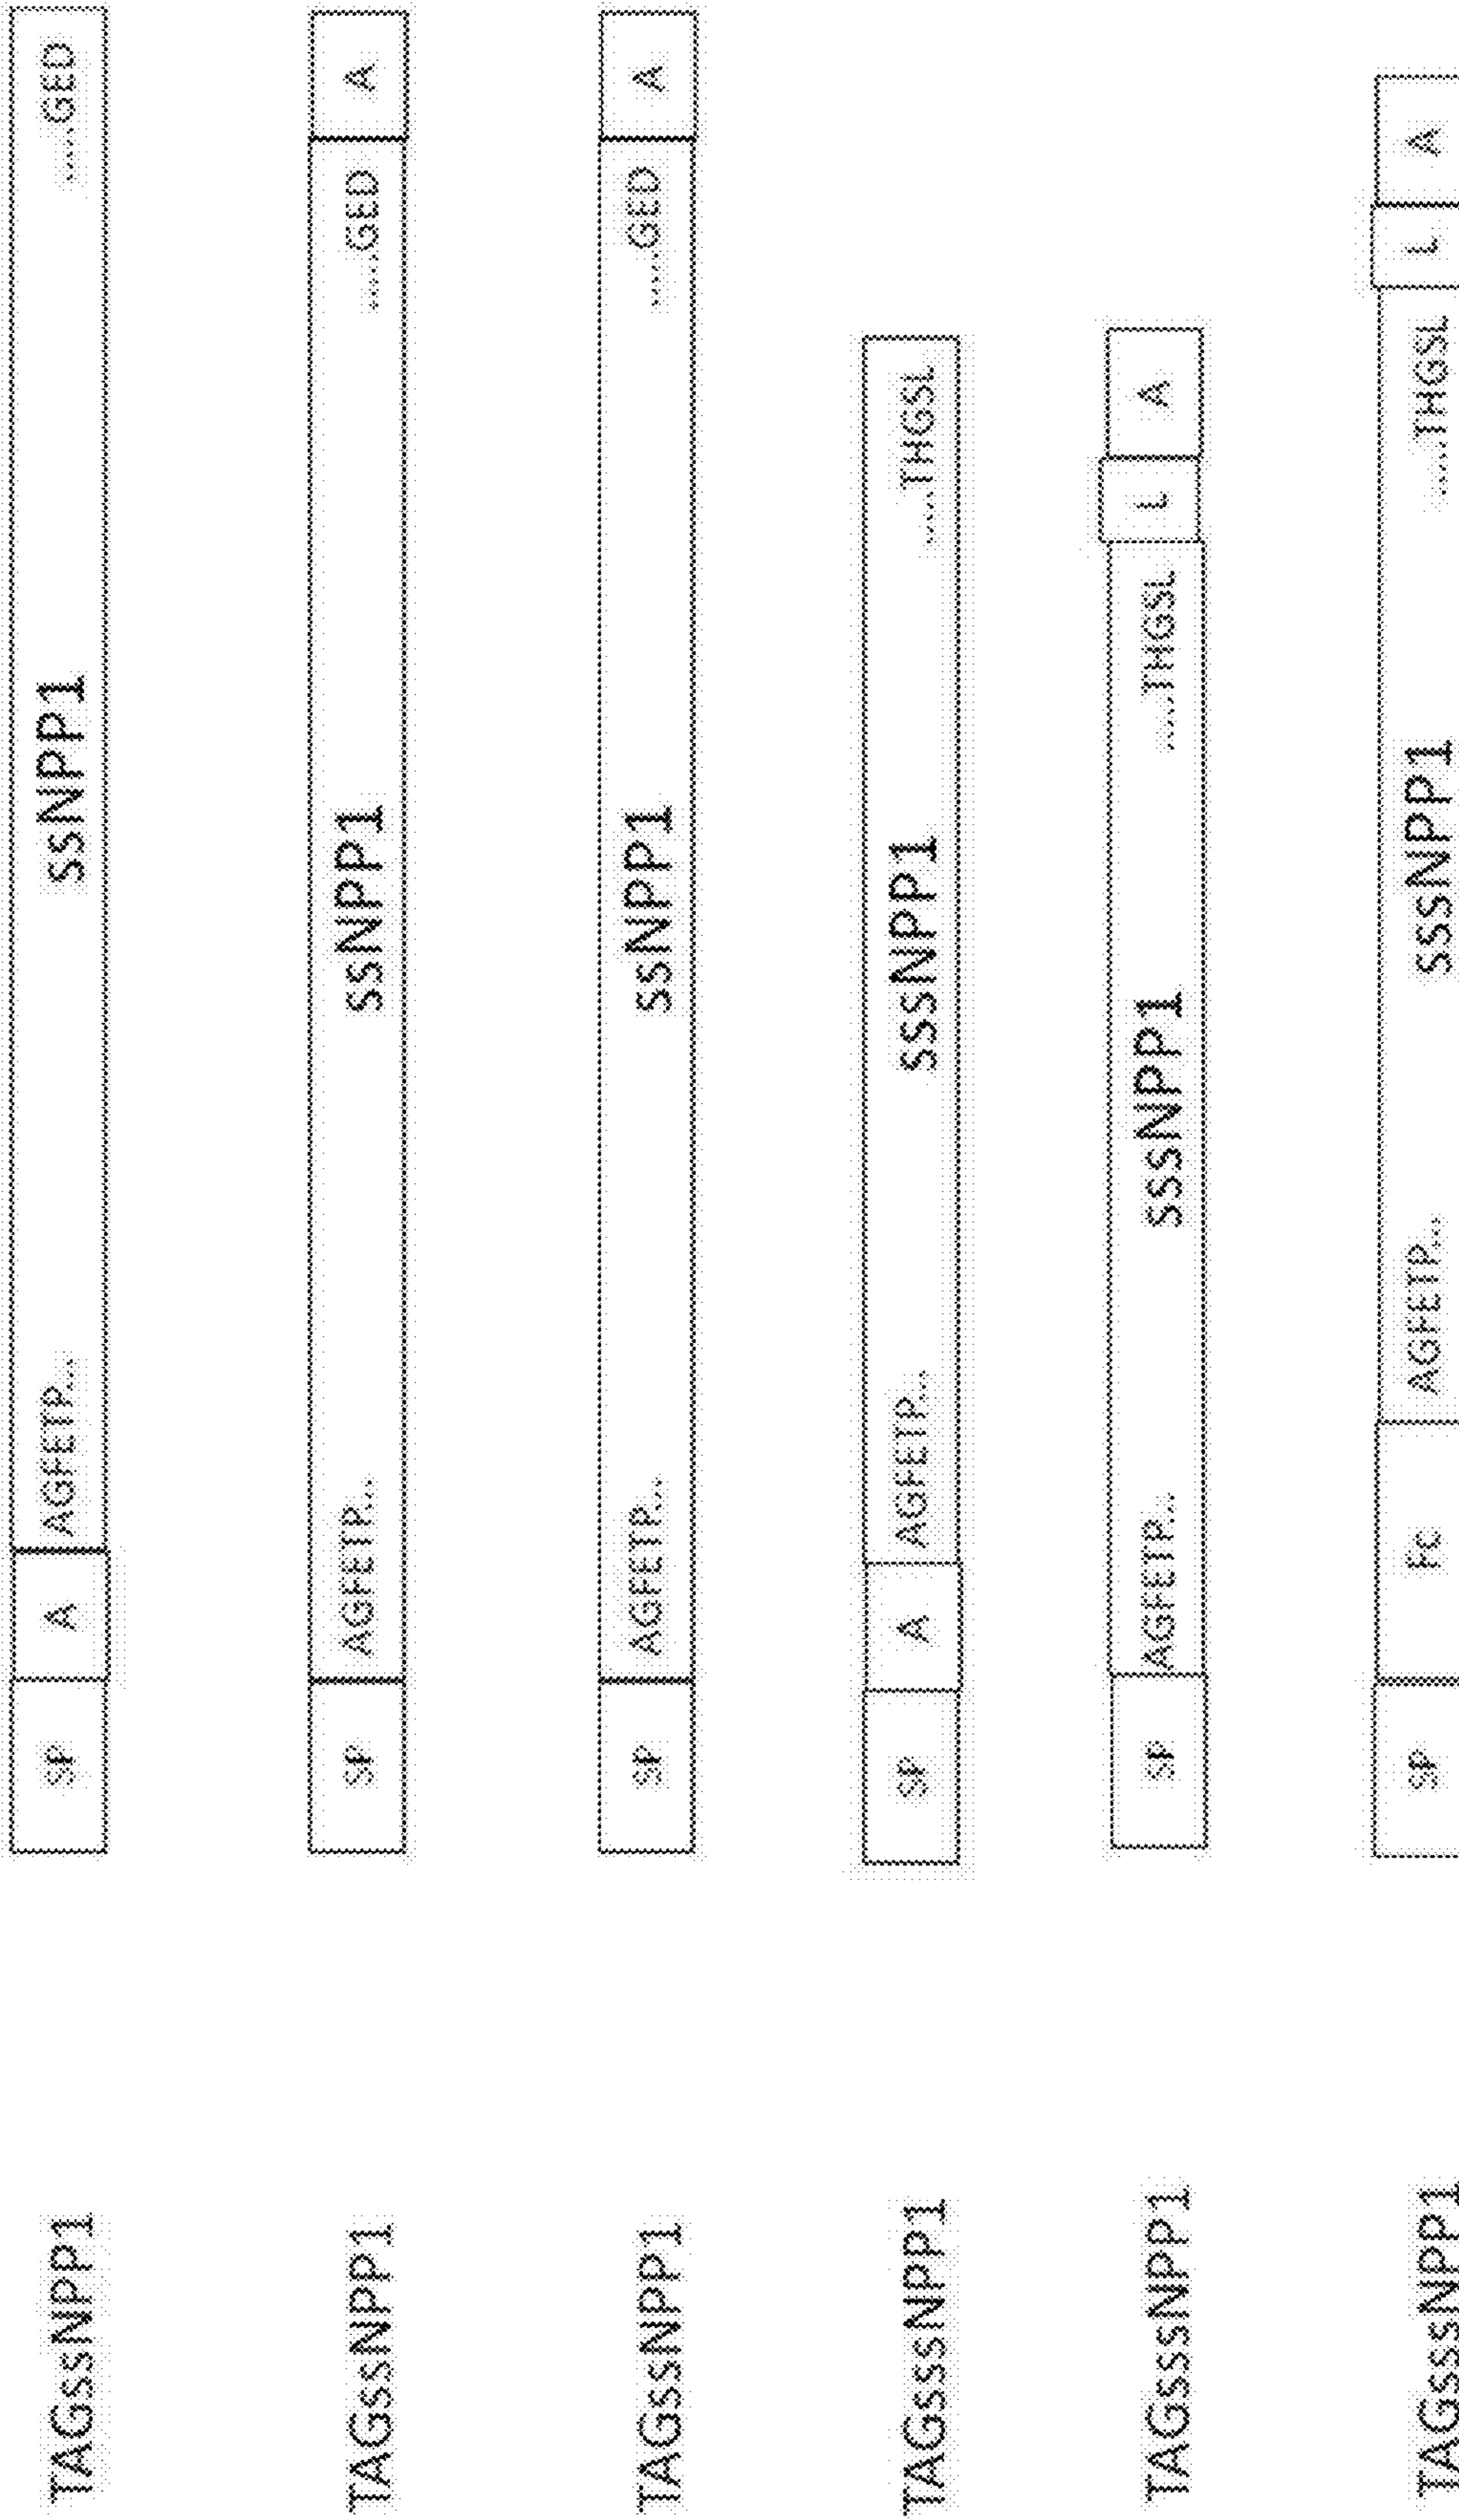 TAGssNPP1 SP A AGFETP... ssNPP1 .....GED
TAGssNPP1 SP AGFETP... ssNPP1 .....GED A
TAGssNPP1 SP AGFETP... ssNPP1 .....GED A
TAGsssNPP1 SP A AGFETP... sssNPP1 .....THGSL
TAGsssNPP1 SP AGFETP... sssNPP1 .....THGSL L A
TAGsssNPP1 SP Fc AGFETP... sssNPP1 .....THGSL L A